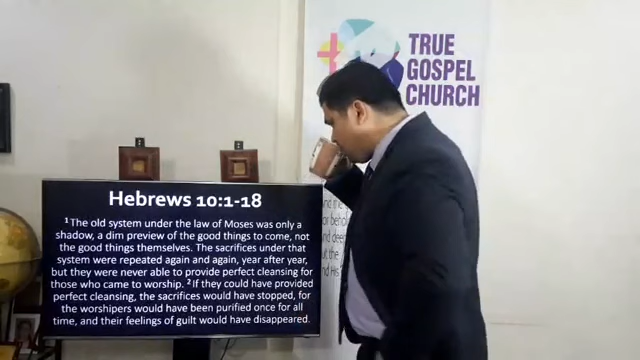 TRUE
GOSPEL
CHURCH
Hebrews 10:1-18
1The old system under the law of Moses was only a
shadow, a dim preview of the good things to come, not
the good things themselves. The sacrifices under that
system were repeated again and again, year after year,
but they were never able to provide perfect cleansing for
those who came to worship. 2If they could have provided
perfect cleansing, the sacrifices would have stopped, for
the worshipers would have been purified once for all
time, and their feelings of guilt would have disappeared.